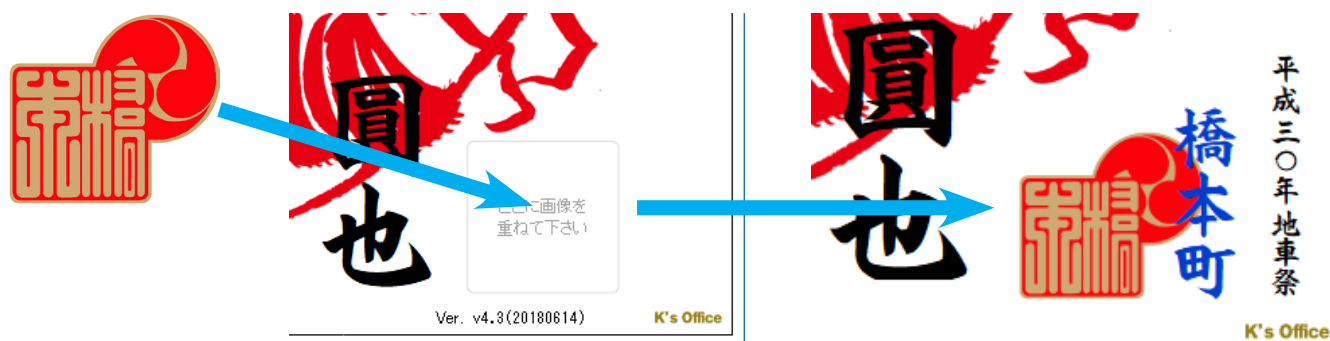 圓也
ここに画像を
重ねて下さい
Ver. v4.3(20180614)
K's Office
圓也
平成三〇年地車祭
橋本町
K's Office